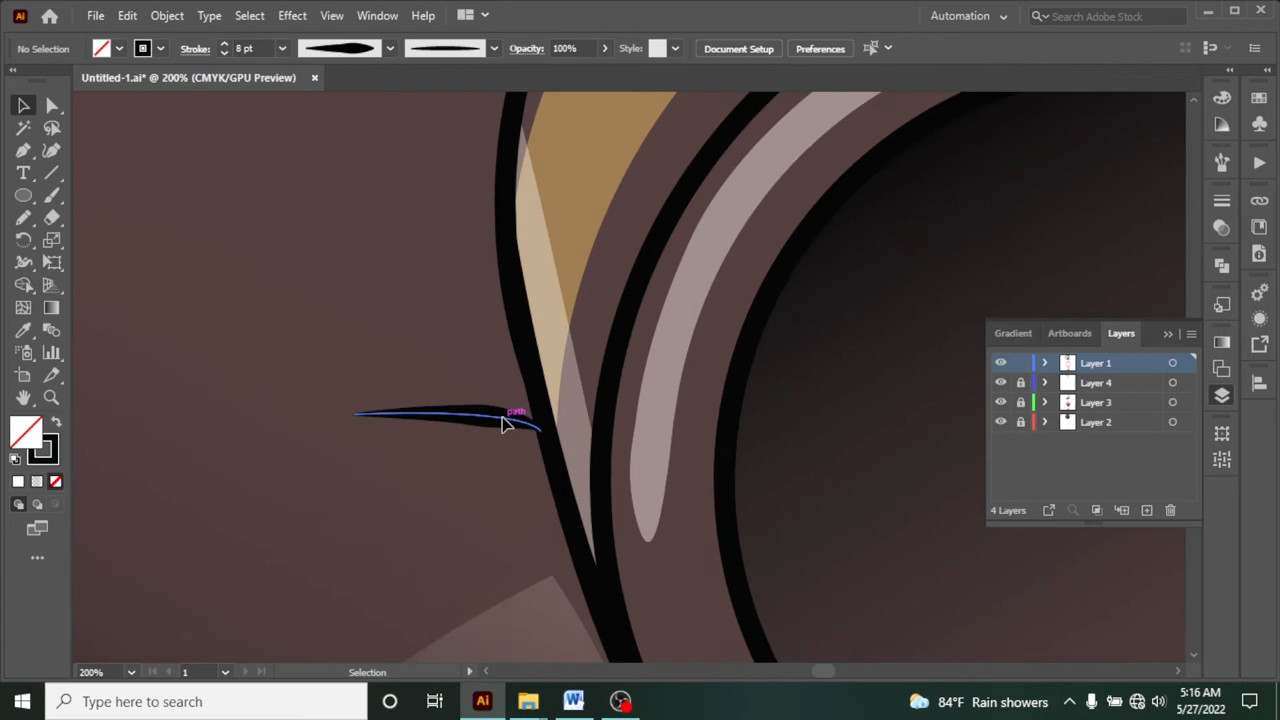 Ai File Edit Object Type Select Effect View Window Help Automation Search Adobe Stock
No Selection Stroke: 8 pt Opacity: 100% Style: Document Setup Preferences
Untitled-1.ai* @ 200% (CMYK/GPU Preview) ×
path
Gradient Artboards Layers
Layer 1
Layer 4
Layer 3
Layer 2
4 Layers
200% 1 Selection
Type here to search Ai W 84°F Rain showers 5:16 AM
5/27/2022